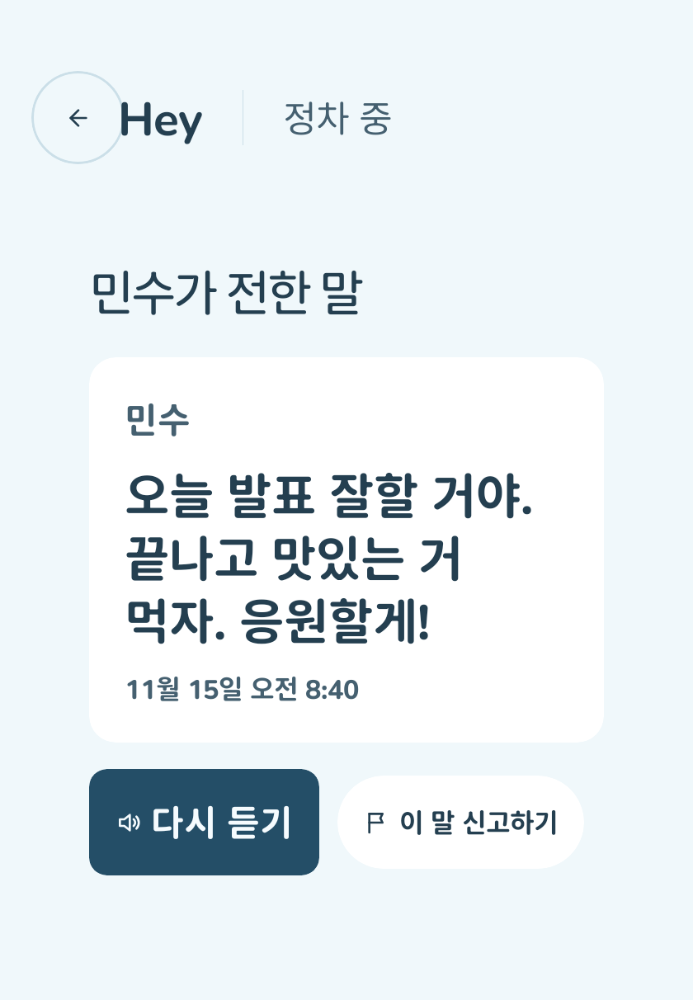 Hey
정차 중
민수가 전한 말
민수
오늘 발표 잘할 거야.
끝나고 맛있는 거
먹자. 응원할게!
11월 15일 오전 8:40
다시 듣기
이 말 신고하기